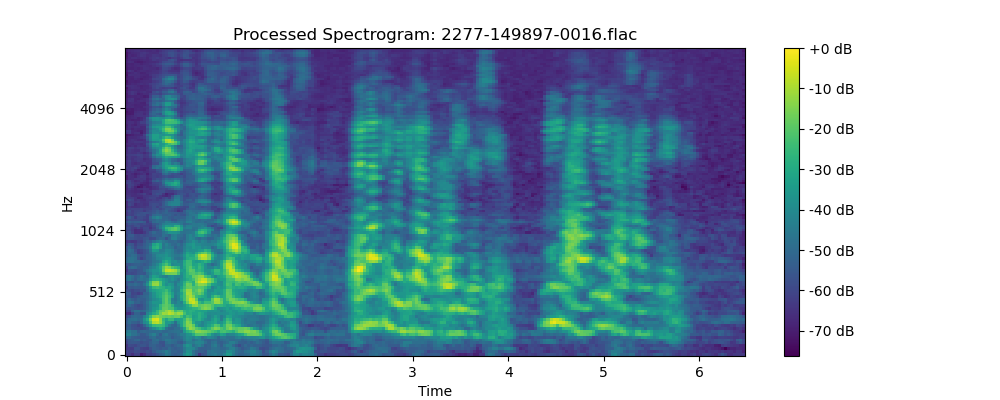 Processed Spectrogram: 2277-149897-0016.flac
Hz
4096
2048
1024
512
0
0 1 2 3 4 5 6
Time
+0 dB
-10 dB
-20 dB
-30 dB
-40 dB
-50 dB
-60 dB
-70 dB